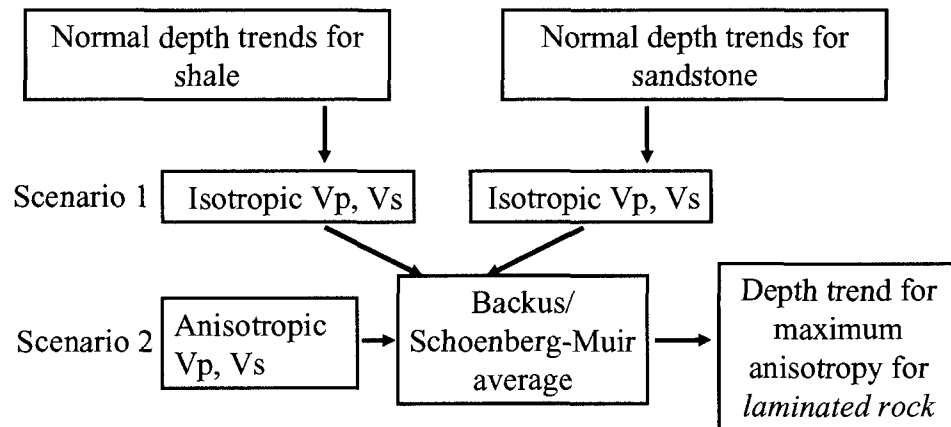 Normal depth trends for
shale
Normal depth trends for
sandstone
Scenario 1
Isotropic Vp, Vs
Isotropic Vp, Vs
Scenario 2
Anisotropic
Vp, Vs
Backus/
Schoenberg-Muir
average
Depth trend for
maximum
anisotropy for
laminated rock